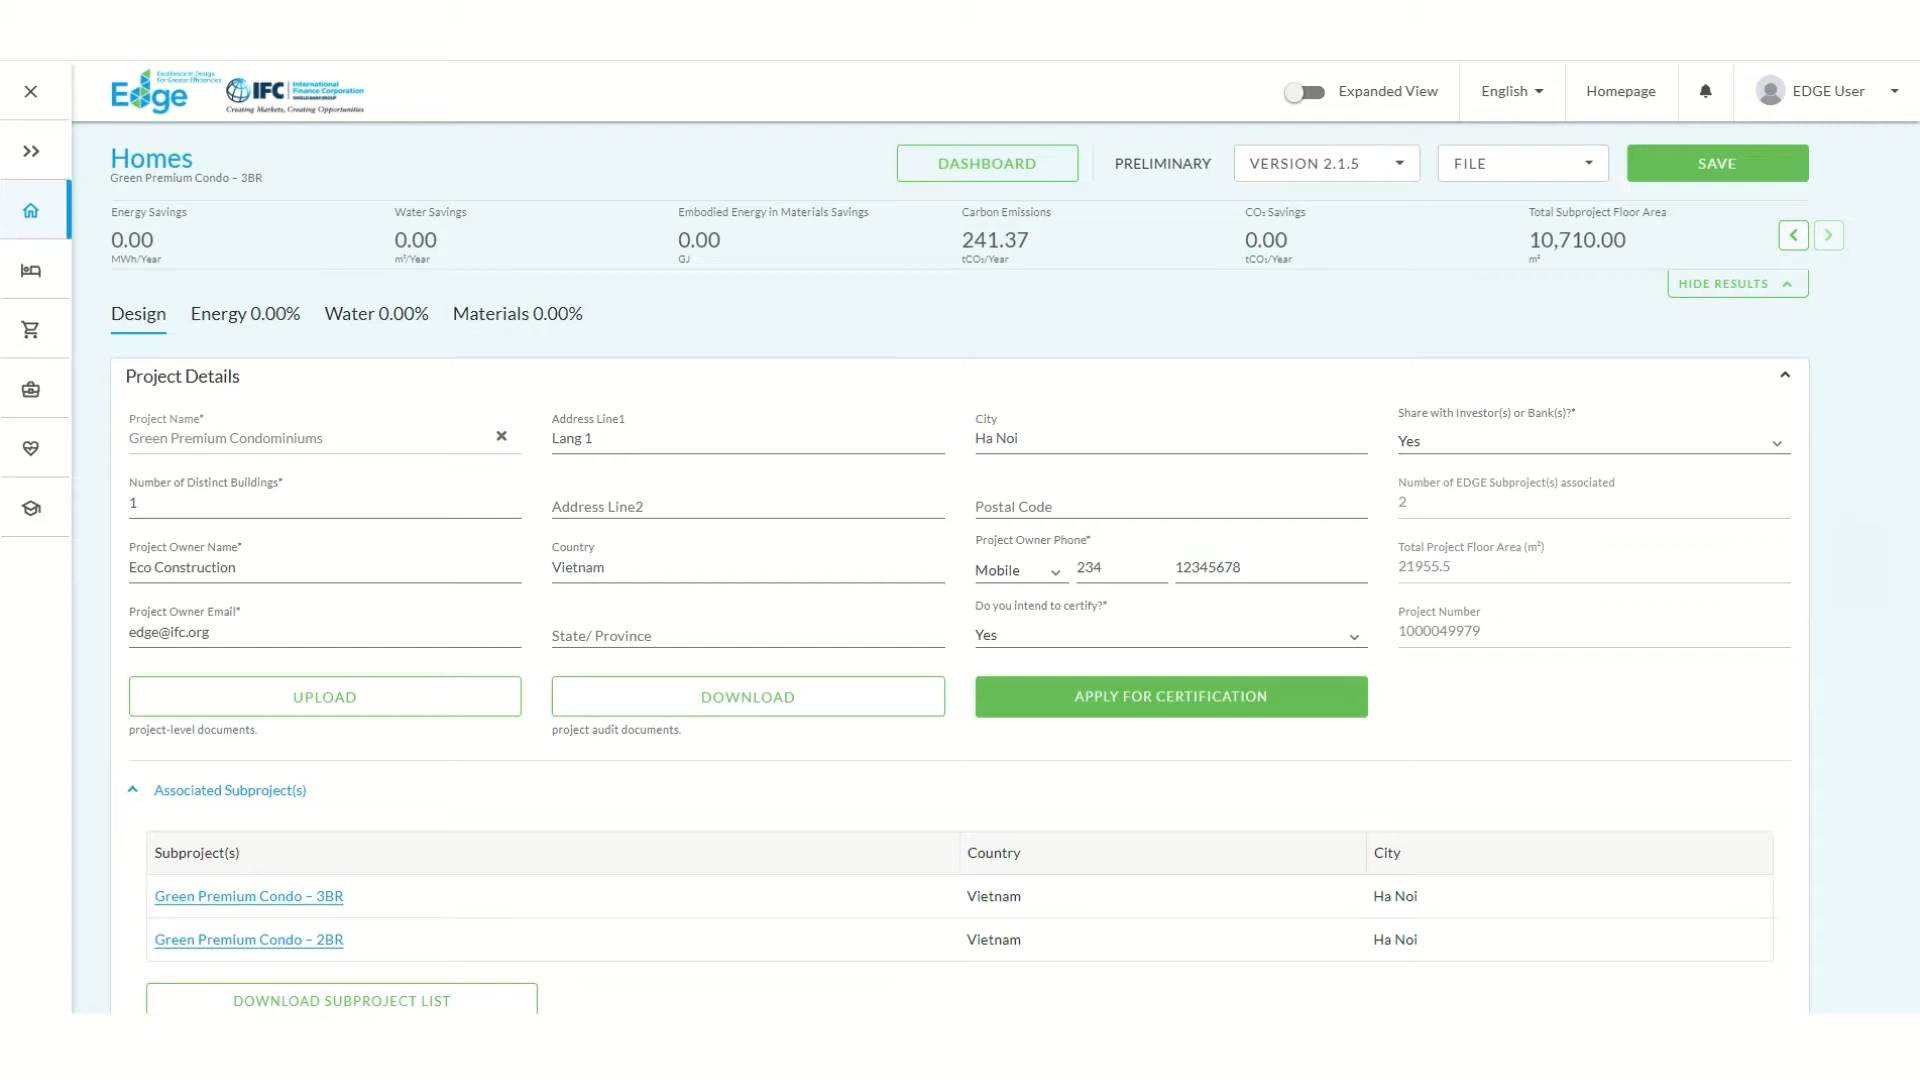 Edge
Excellence in Design
For Greater Efficiencies
IFC International
Finance Corporation
WORLD BANK GROUP
Creating Markets, Creating Opportunities
Expanded View
English
Homepage
EDGE User
Homes
Green Premium Condo – 3BR
DASHBOARD
PRELIMINARY
VERSION 2.1.5
FILE
SAVE
Energy Savings
0.00
MWh/Year
Water Savings
0.00
m³/Year
Embodied Energy in Materials Savings
0.00
GJ
Carbon Emissions
241.37
tCO₂/Year
CO₂ Savings
0.00
tCO₂/Year
Total Subproject Floor Area
10,710.00
m²
HIDE RESULTS
Design Energy 0.00% Water 0.00% Materials 0.00%
Project Details
Project Name*
Green Premium Condominiums
Address Line1
Lang 1
City
Ha Noi
Share with Investor(s) or Bank(s)?*
Yes
Number of Distinct Buildings*
1
Address Line2
Postal Code
Number of EDGE Subproject(s) associated
2
Project Owner Name*
Eco Construction
Country
Vietnam
Project Owner Phone*
Mobile 234 12345678
Total Project Floor Area (m²)
21955.5
Project Owner Email*
edge@ifc.org
State/ Province
Do you intend to certify?*
Yes
Project Number
1000049979
UPLOAD
project-level documents.
DOWNLOAD
project audit documents.
APPLY FOR CERTIFICATION
Associated Subproject(s)
Subproject(s) Country City
Green Premium Condo – 3BR Vietnam Ha Noi
Green Premium Condo – 2BR Vietnam Ha Noi
DOWNLOAD SUBPROJECT LIST